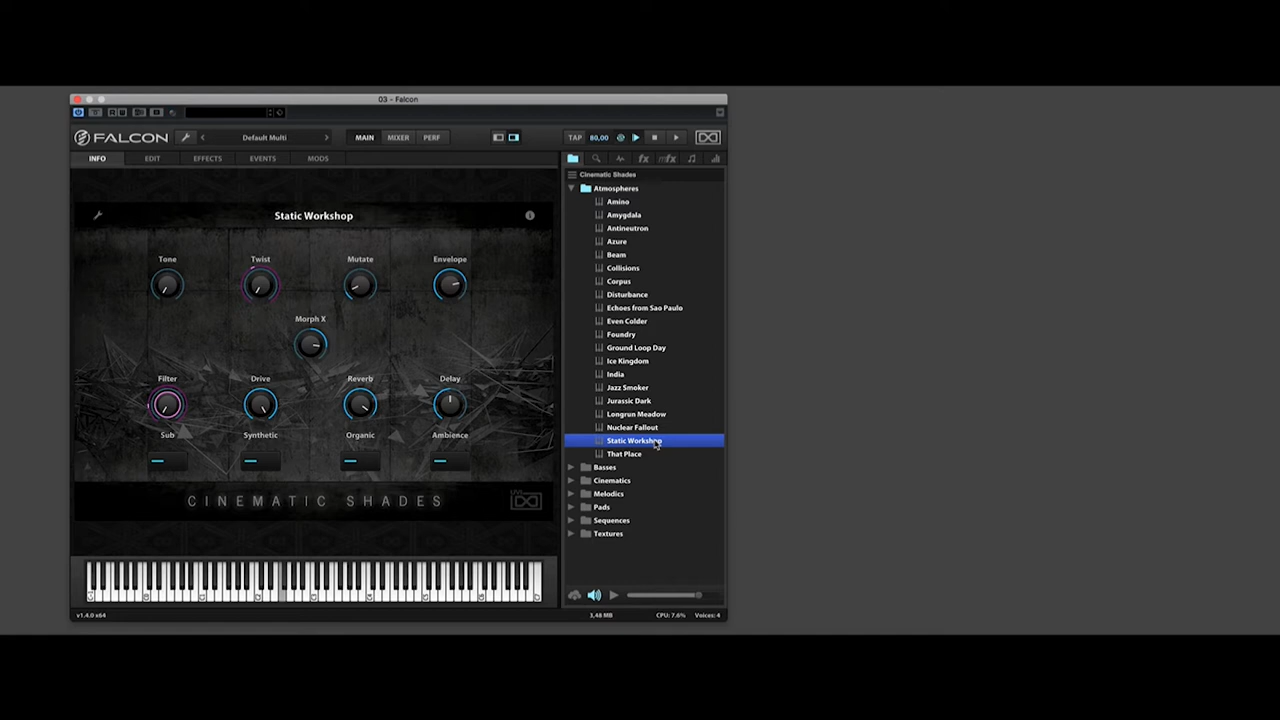 03 - Falcon
FALCON
Default Multi
MAIN MIXER PERF
TAP 80,00
INFO EDIT EFFECTS EVENTS MODS
fx mfx
Cinematic Shades
Static Workshop
Tone Twist Mutate Envelope
Morph X
Filter Drive Reverb Delay
Sub Synthetic Organic Ambience
CINEMATIC SHADES
Atmospheres
Amino
Amygdala
Antineutron
Azure
Beam
Collisions
Corpus
Disturbance
Echoes from Sao Paulo
Even Colder
Foundry
Ground Loop Day
Ice Kingdom
India
Jazz Smoker
Jurassic Dark
Longrun Meadow
Nuclear Fallout
Static Workshop
That Place
Basses
Cinematics
Melodics
Pads
Sequences
Textures
v1.4.0 x64
3,48 MB CPU: 7.6% Voices: 4